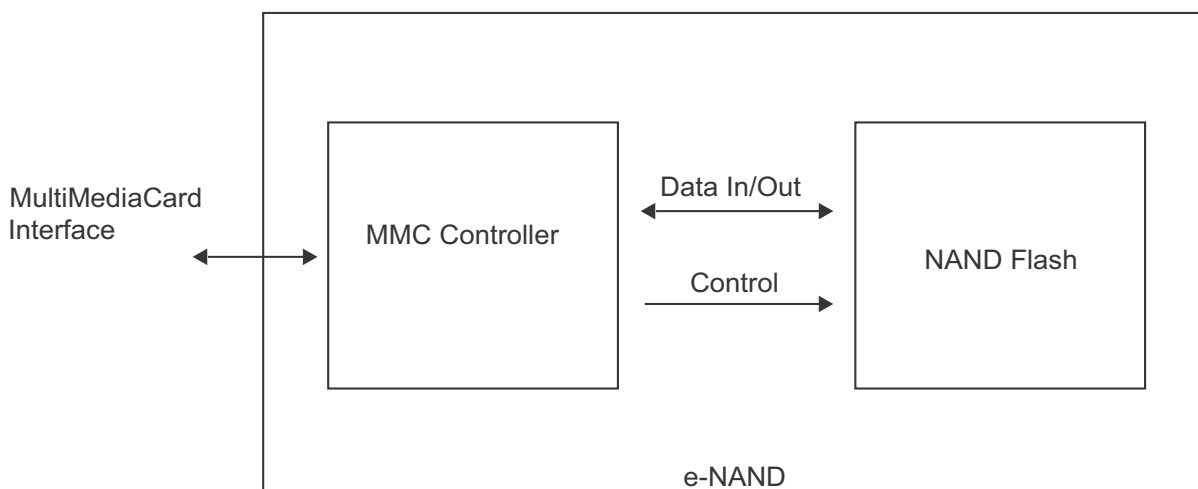 MultiMediaCard
Interface
MMC Controller
Data In/Out
Control
NAND Flash
e-NAND